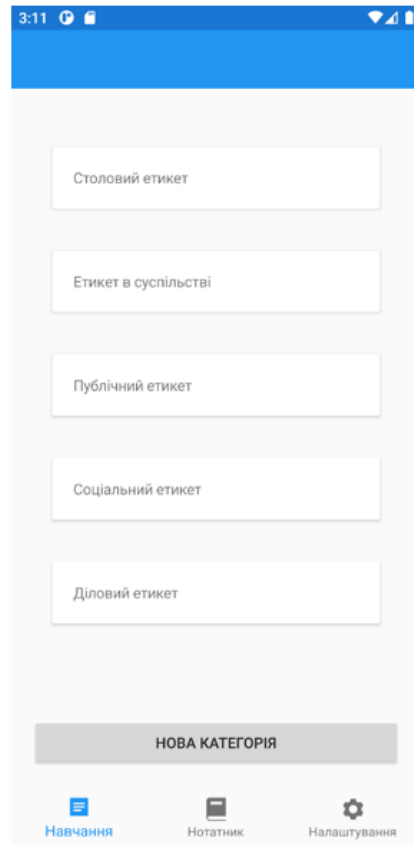 3:11
Столовий етикет
Етикет в суспільстві
Публічний етикет
Соціальний етикет
Діловий етикет
НОВА КАТЕГОРІЯ
Навчання Нотатник Налаштування